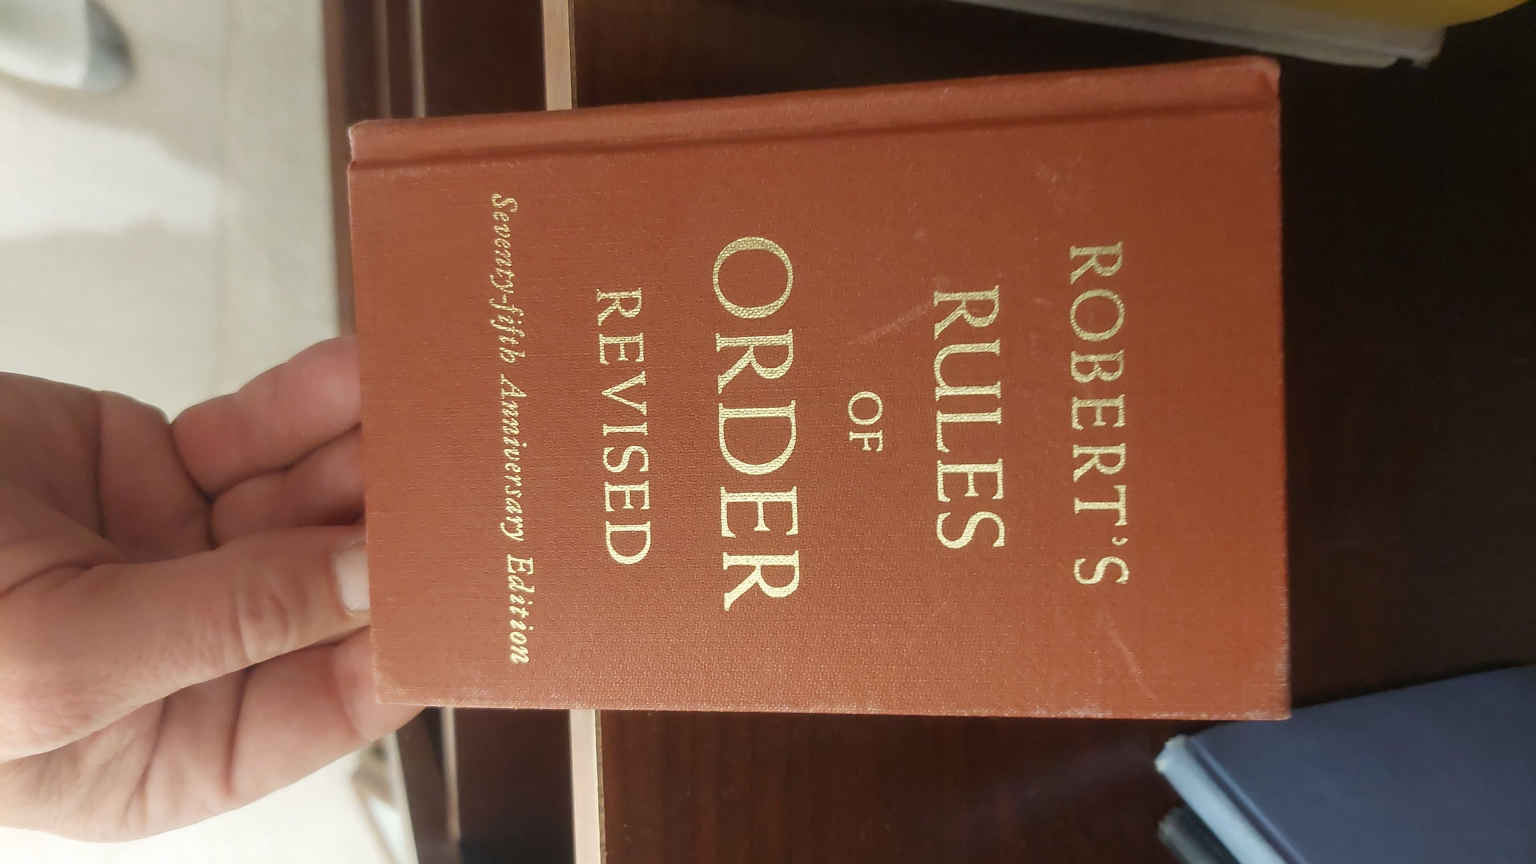 ROBERT'S
RULES
OF
ORDER
REVISED
Seventy-fifth Anniversary Edition